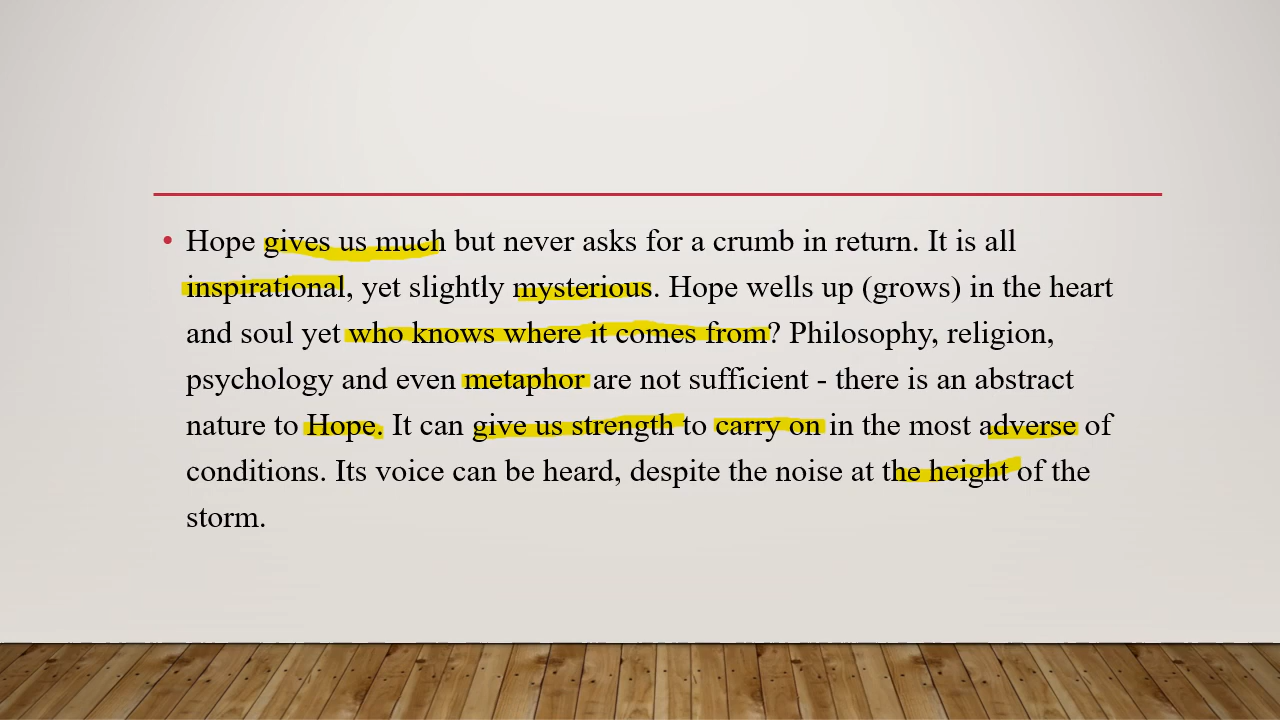 • Hope gives us much but never asks for a crumb in return. It is all
inspirational, yet slightly mysterious. Hope wells up (grows) in the heart
and soul yet who knows where it comes from? Philosophy, religion,
psychology and even metaphor are not sufficient - there is an abstract
nature to Hope. It can give us strength to carry on in the most adverse of
conditions. Its voice can be heard, despite the noise at the height of the
storm.